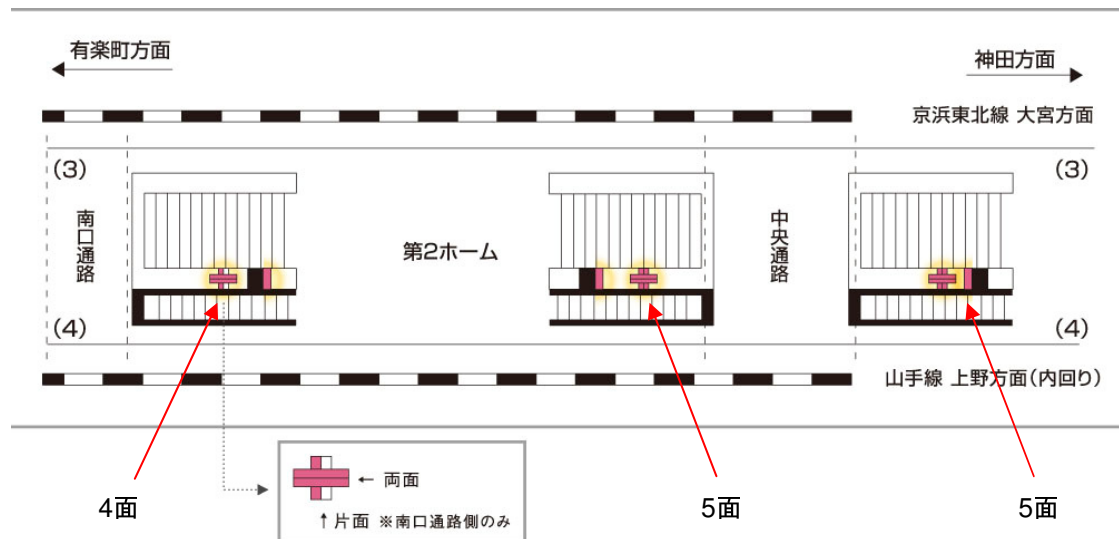 有楽町方面
神田方面
京浜東北線 大宮方面
(3)
(3)
南口通路
第2ホーム
中央通路
(4)
(4)
山手線 上野方面(内回り)
← 両面
↑片面 ※南口通路側のみ
4面
5面
5面